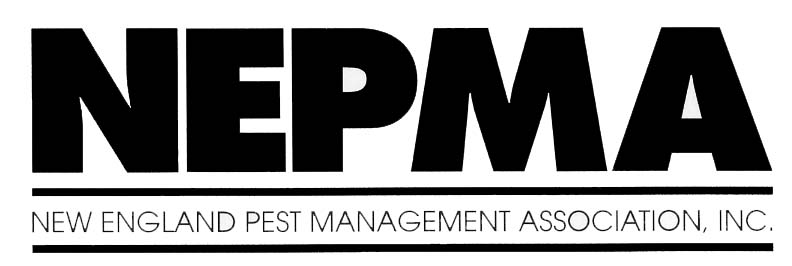 NEPMA
NEW ENGLAND PEST MANAGEMENT ASSOCIATION, INC.